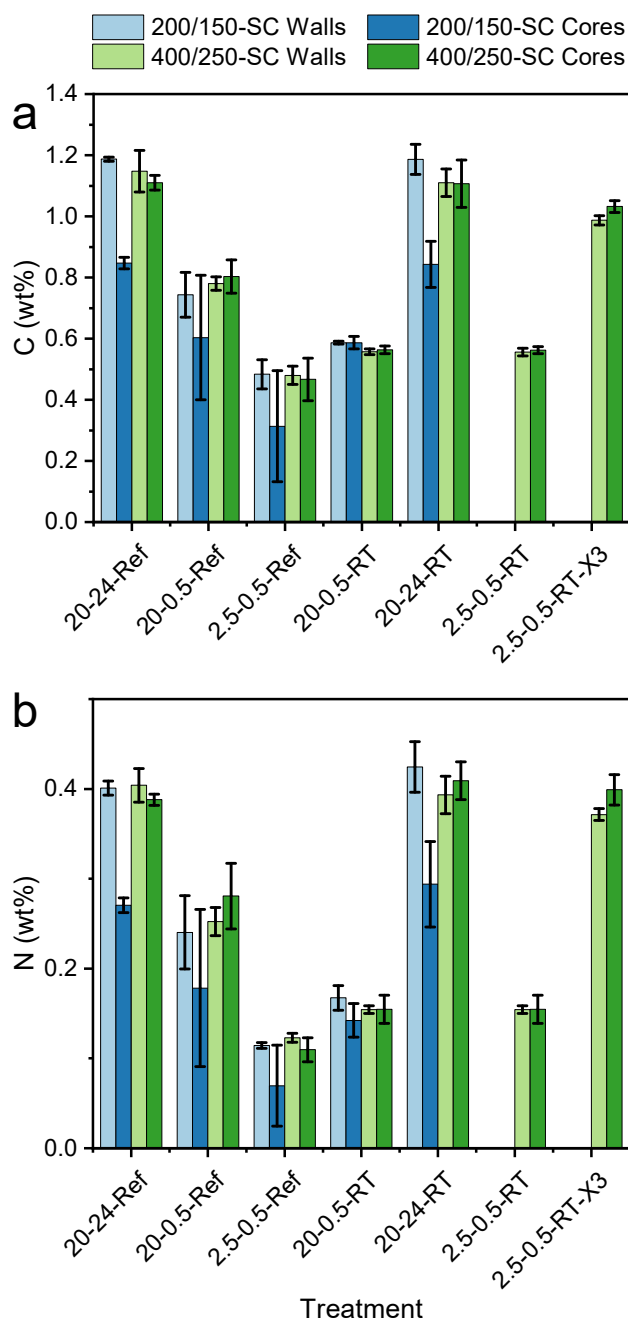 200/150-SC Walls 200/150-SC Cores
400/250-SC Walls 400/250-SC Cores
a
1.4
1.2
1.0
0.8
0.6
0.4
0.2
0.0
C (wt%)
20-24-Ref
20-0.5-Ref
2.5-0.5-Ref
20-0.5-RT
20-24-RT
2.5-0.5-RT
2.5-0.5-RT-X3
b
0.4
0.2
0.0
N (wt%)
20-24-Ref
20-0.5-Ref
2.5-0.5-Ref
20-0.5-RT
20-24-RT
2.5-0.5-RT
2.5-0.5-RT-X3
Treatment